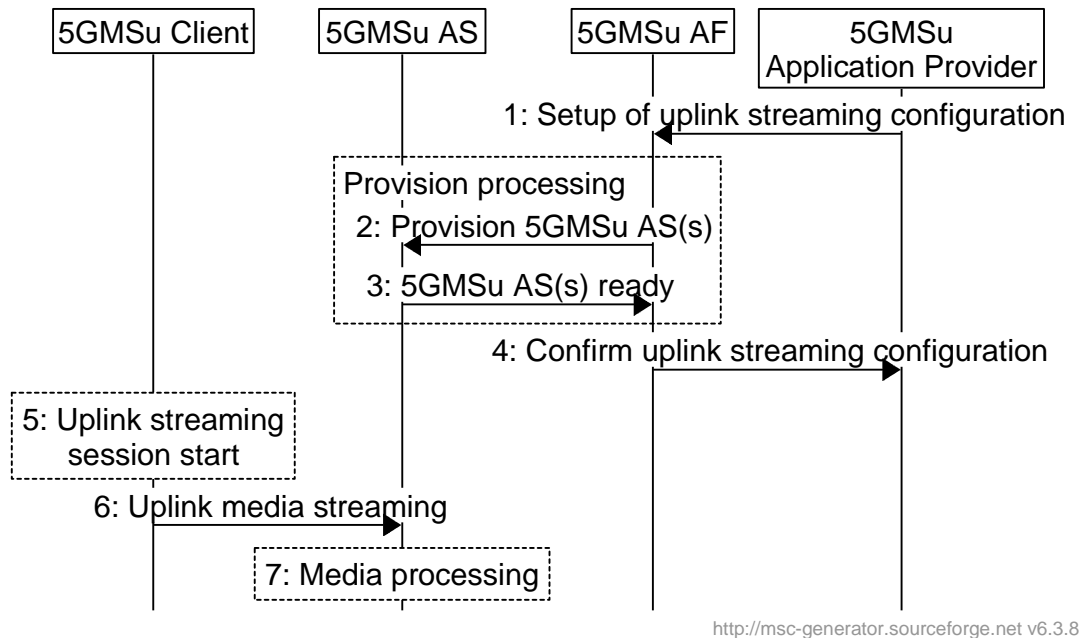 5GMSu Client
5GMSu AS
5GMSu AF
5GMSu
Application Provider
1: Setup of uplink streaming configuration
Provision processing
2: Provision 5GMSu AS(s)
3: 5GMSu AS(s) ready
4: Confirm uplink streaming configuration
5: Uplink streaming
session start
6: Uplink media streaming
7: Media processing
http://msc-generator.sourceforge.net v6.3.8